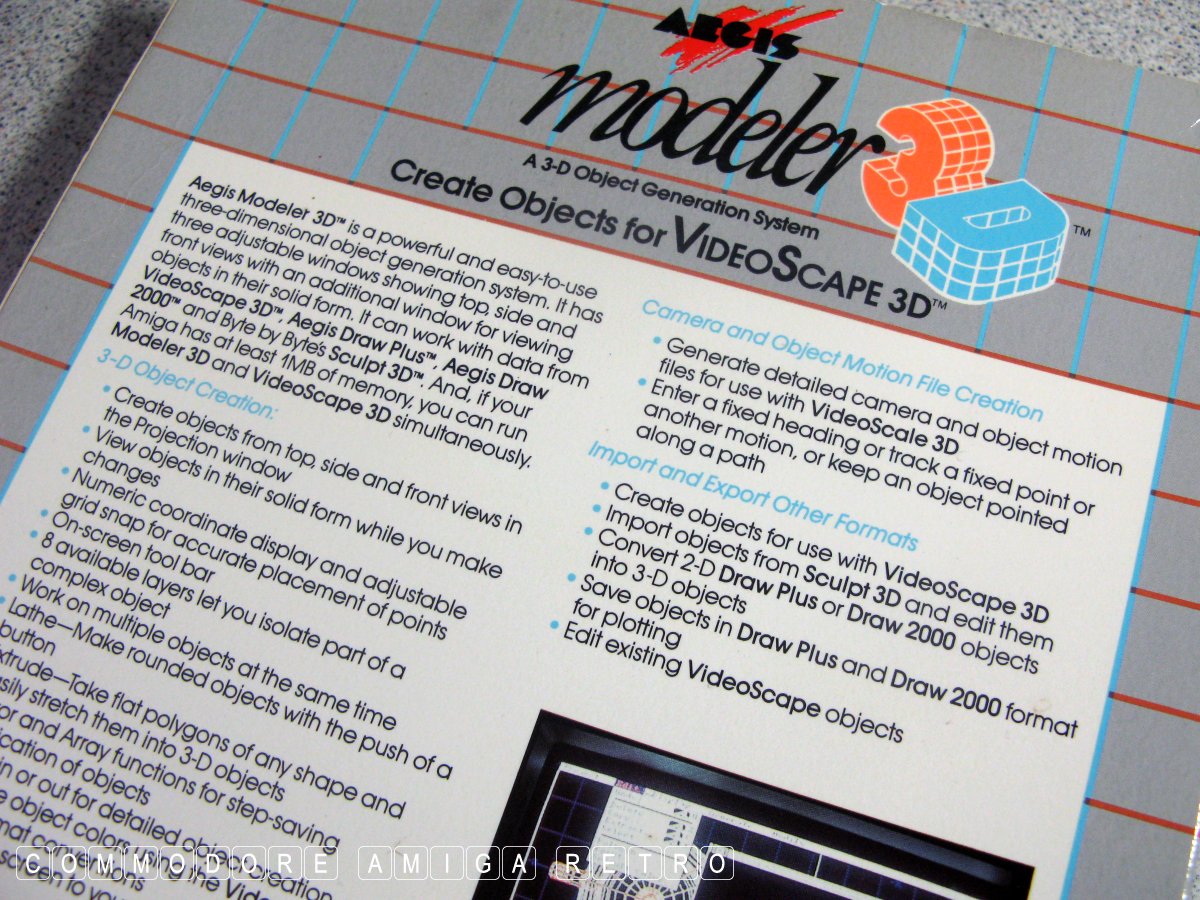 AEGIS
modeler 3D™
A 3-D Object Generation System
Create Objects for VIDEOSCAPE 3D™
Aegis Modeler 3D™ is a powerful and easy-to-use
three-dimensional object generation system. It has
three adjustable windows showing top, side and
front views with an additional window for viewing
objects in their solid form. It can work with data from
VideoScape 3D™, Aegis Draw Plus™, Aegis Draw
2000™ and Byte by Byte's Sculpt 3D™. And, if your
Amiga has at least 1MB of memory, you can run
Modeler 3D and VideoScape 3D simultaneously.
3-D Object Creation:
• Create objects from top, side and front views in
the Projection window
• View objects in their solid form while you make
changes
• Numeric coordinate display and adjustable
grid snap for accurate placement of points
• On-screen tool bar
• 8 available layers let you isolate part of a
complex object
• Work on multiple objects at the same time
• Lathe—Make rounded objects with the push of a
button
Extrude—Take flat polygons of any shape and
easily stretch them into 3-D objects
and Array functions for step-saving
of objects
in or out for detailed object creation
object colors using the
Camera and Object Motion File Creation
• Generate detailed camera and object motion
files for use with VideoScale 3D
• Enter a fixed heading or track a fixed point or
another motion, or keep an object pointed
along a path
Import and Export Other Formats
• Create objects for use with VideoScape 3D
• Import objects from Sculpt 3D and edit them
• Convert 2-D Draw Plus or Draw 2000 objects
into 3-D objects
• Save objects in Draw Plus and Draw 2000 format
for plotting
• Edit existing VideoScape objects
COMMODORE AMIGA RETRO